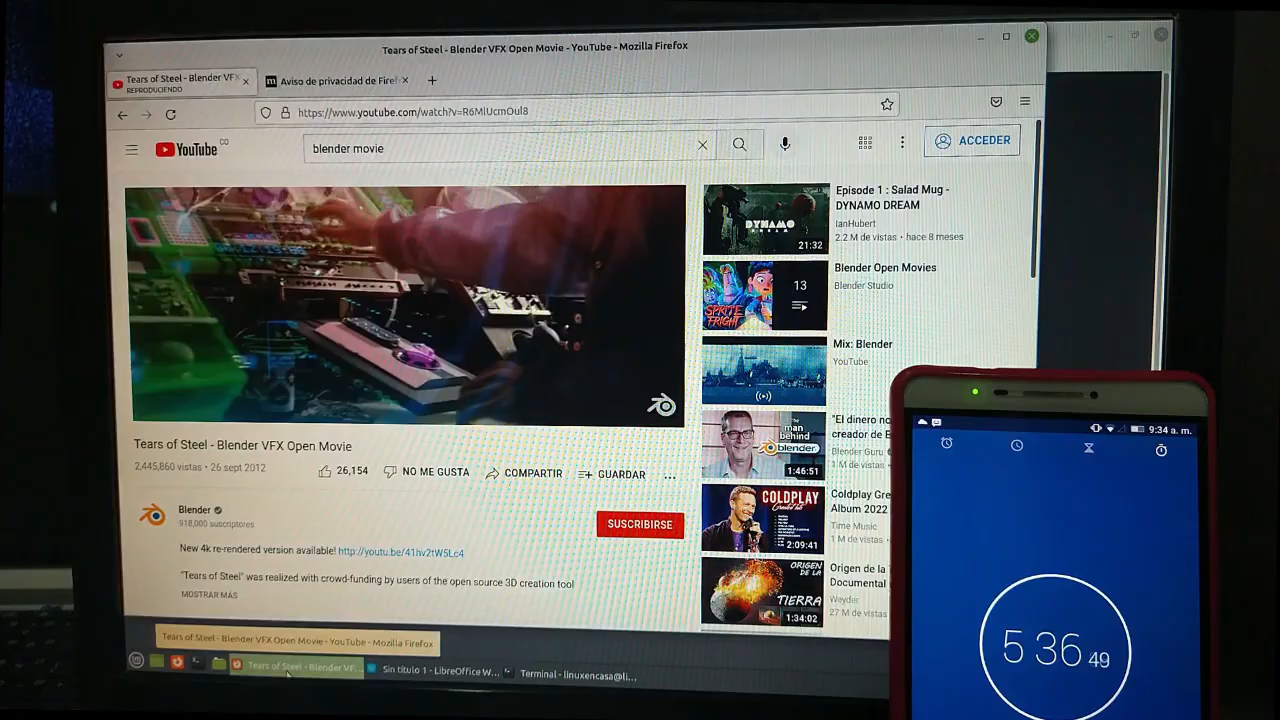 Tears of Steel - Blender VFX Open Movie - YouTube - Mozilla Firefox
Tears of Steel - Blender VFX
REPRODUCIENDO
Aviso de privacidad de Firef
https://www.youtube.com/watch?v=R6MlUcmOul8
YouTube CO
blender movie
ACCEDER
Episode 1 : Salad Mug -
DYNAMO DREAM
IanHubert
2.2 M de vistas • hace 8 meses
DYNAMO
DREAM
21:32
Blender Open Movies
Blender Studio
SPRITE
FRIGHT
13
Mix: Blender
YouTube
"El dinero no
creador de B
Blender Guru
1 M de vistas
The
man
behind
blender
1:46:51
Coldplay Gre
Album 2022
Time Music
1 M de vistas
COLDPLAY
Greatest hits
2:09:41
Origen de la
Documental
Weyder
27 M de vistas
ORIGEN
DE LA
TIERRA
1:34:02
Tears of Steel - Blender VFX Open Movie
2,445,860 vistas • 26 sept 2012
26,154
NO ME GUSTA
COMPARTIR
GUARDAR
Blender
918,000 suscriptores
SUSCRIBIRSE
New 4k re-rendered version available! http://youtu.be/41hv2tW5Lc4
"Tears of Steel" was realized with crowd-funding by users of the open source 3D creation tool
MOSTRAR MÁS
Tears of Steel - Blender VFX Open Movie - YouTube - Mozilla Firefox
Tears of Steel - Blender VF...
Sin título 1 - LibreOffice W...
Terminal - linuxencasa@li...
9:34 a. m.
5 36 49